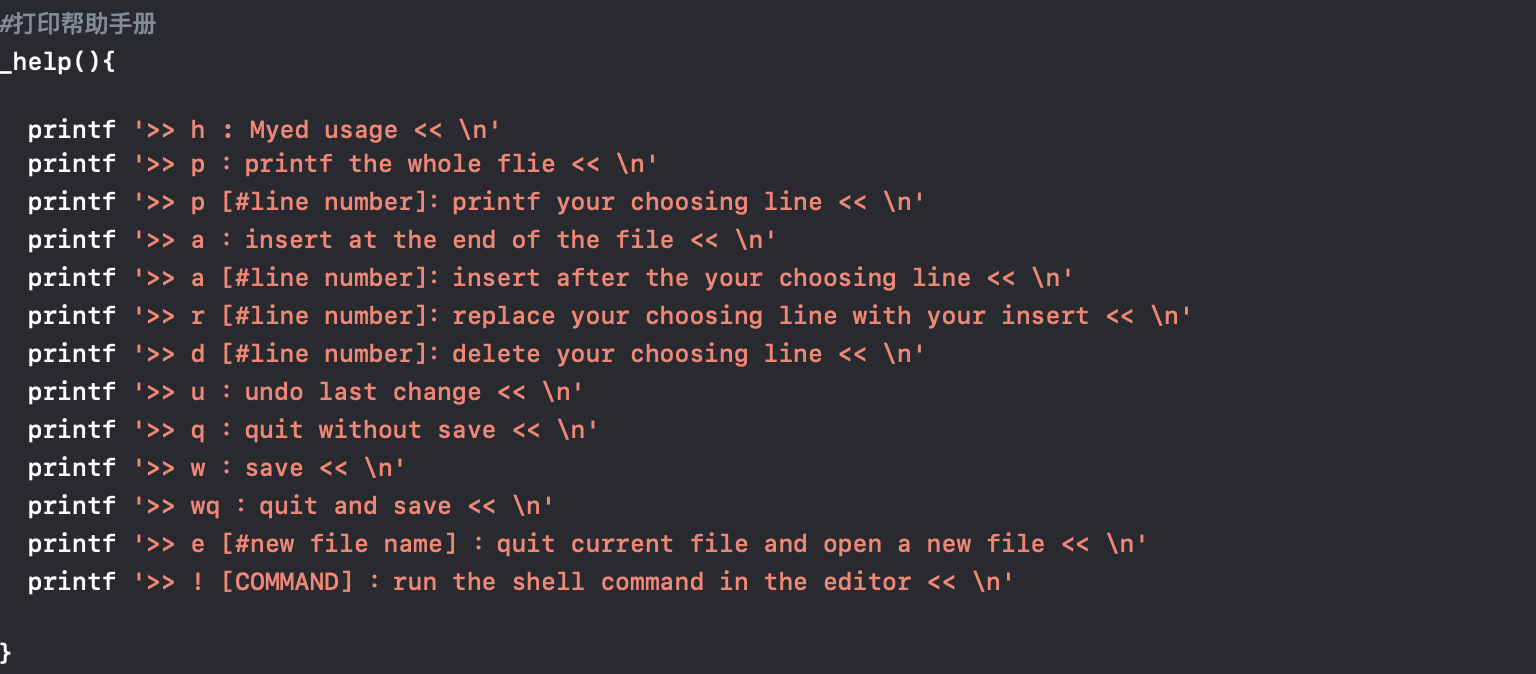 #打印帮助手册
_help(){
printf '>> h : Myed usage << \n'
printf '>> p : printf the whole flie << \n'
printf '>> p [#line number]: printf your choosing line << \n'
printf '>> a : insert at the end of the file << \n'
printf '>> a [#line number]: insert after the your choosing line << \n'
printf '>> r [#line number]: replace your choosing line with your insert << \n'
printf '>> d [#line number]: delete your choosing line << \n'
printf '>> u : undo last change << \n'
printf '>> q : quit without save << \n'
printf '>> w : save << \n'
printf '>> wq : quit and save << \n'
printf '>> e [#new file name] : quit current file and open a new file << \n'
printf '>> ! [COMMAND] : run the shell command in the editor << \n'
}